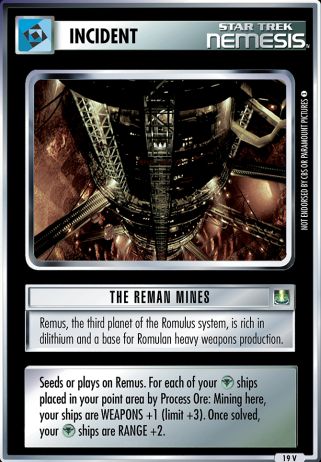 INCIDENT
STAR TREK
NEMESIS
NOT ENDORSED BY CBS OR PARAMOUNT PICTURES
THE REMAN MINES
Remus, the third planet of the Romulus system, is rich in
dilithium and a base for Romulan heavy weapons production.
Seeds or plays on Remus. For each of your ships
placed in your point area by Process Ore: Mining here,
your ships are WEAPONS +1 (limit +3). Once solved,
your ships are RANGE +2.
19 V